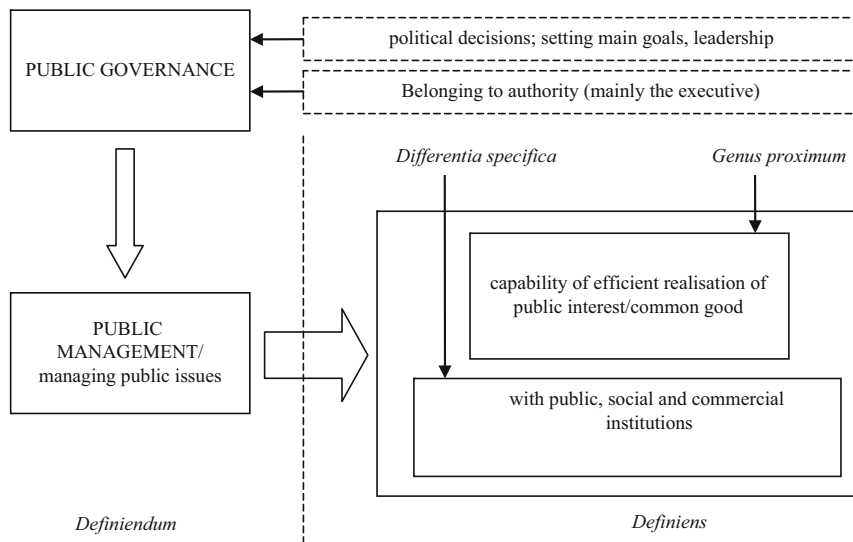 political decisions; setting main goals, leadership
PUBLIC GOVERNANCE
Belonging to authority (mainly the executive)
Differentia specifica
Genus proximum
capability of efficient realisation of
public interest/common good
PUBLIC
MANAGEMENT/
managing public issues
with public, social and commercial
institutions
Definiendum
Definiens